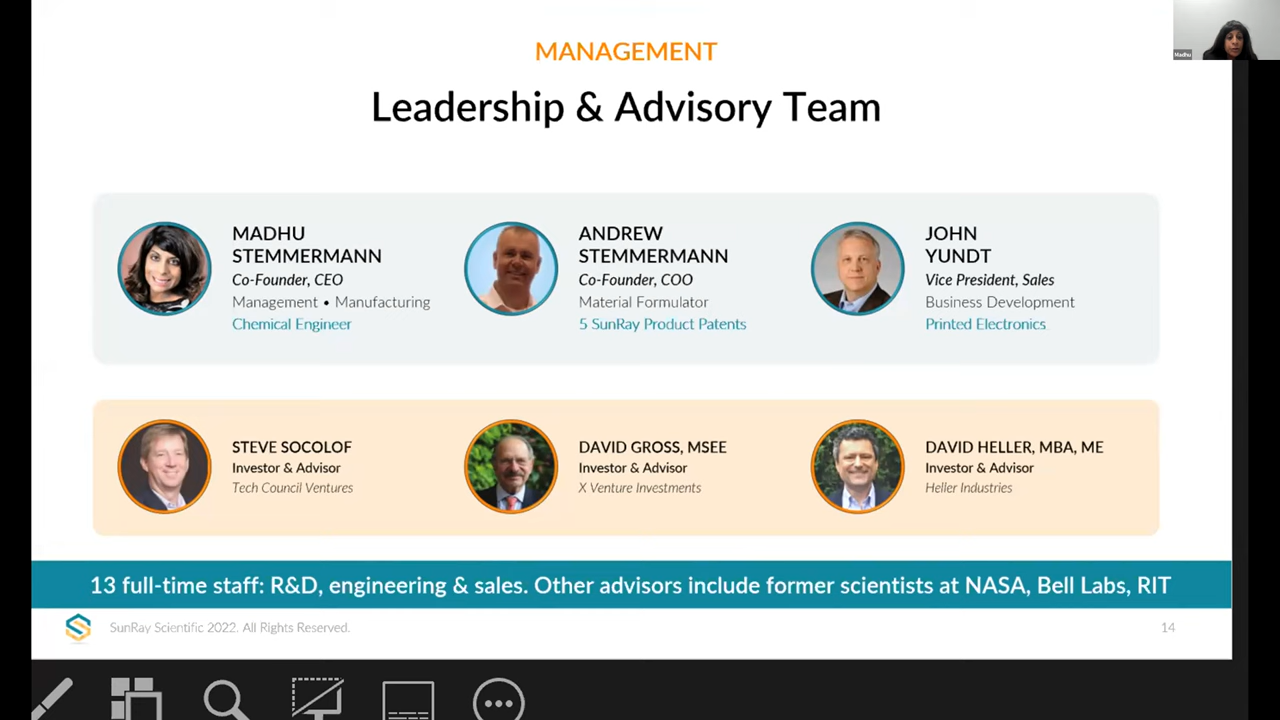 MANAGEMENT
Leadership & Advisory Team
Madhu
MADHU
STEMMERMANN
Co-Founder, CEO
Management • Manufacturing
Chemical Engineer
ANDREW
STEMMERMANN
Co-Founder, COO
Material Formulator
5 SunRay Product Patents
JOHN
YUNDT
Vice President, Sales
Business Development
Printed Electronics
STEVE SOCOLOF
Investor & Advisor
Tech Council Ventures
DAVID GROSS, MSEE
Investor & Advisor
X Venture Investments
DAVID HELLER, MBA, ME
Investor & Advisor
Heller Industries
13 full-time staff: R&D, engineering & sales. Other advisors include former scientists at NASA, Bell Labs, RIT
SunRay Scientific 2022. All Rights Reserved.
14